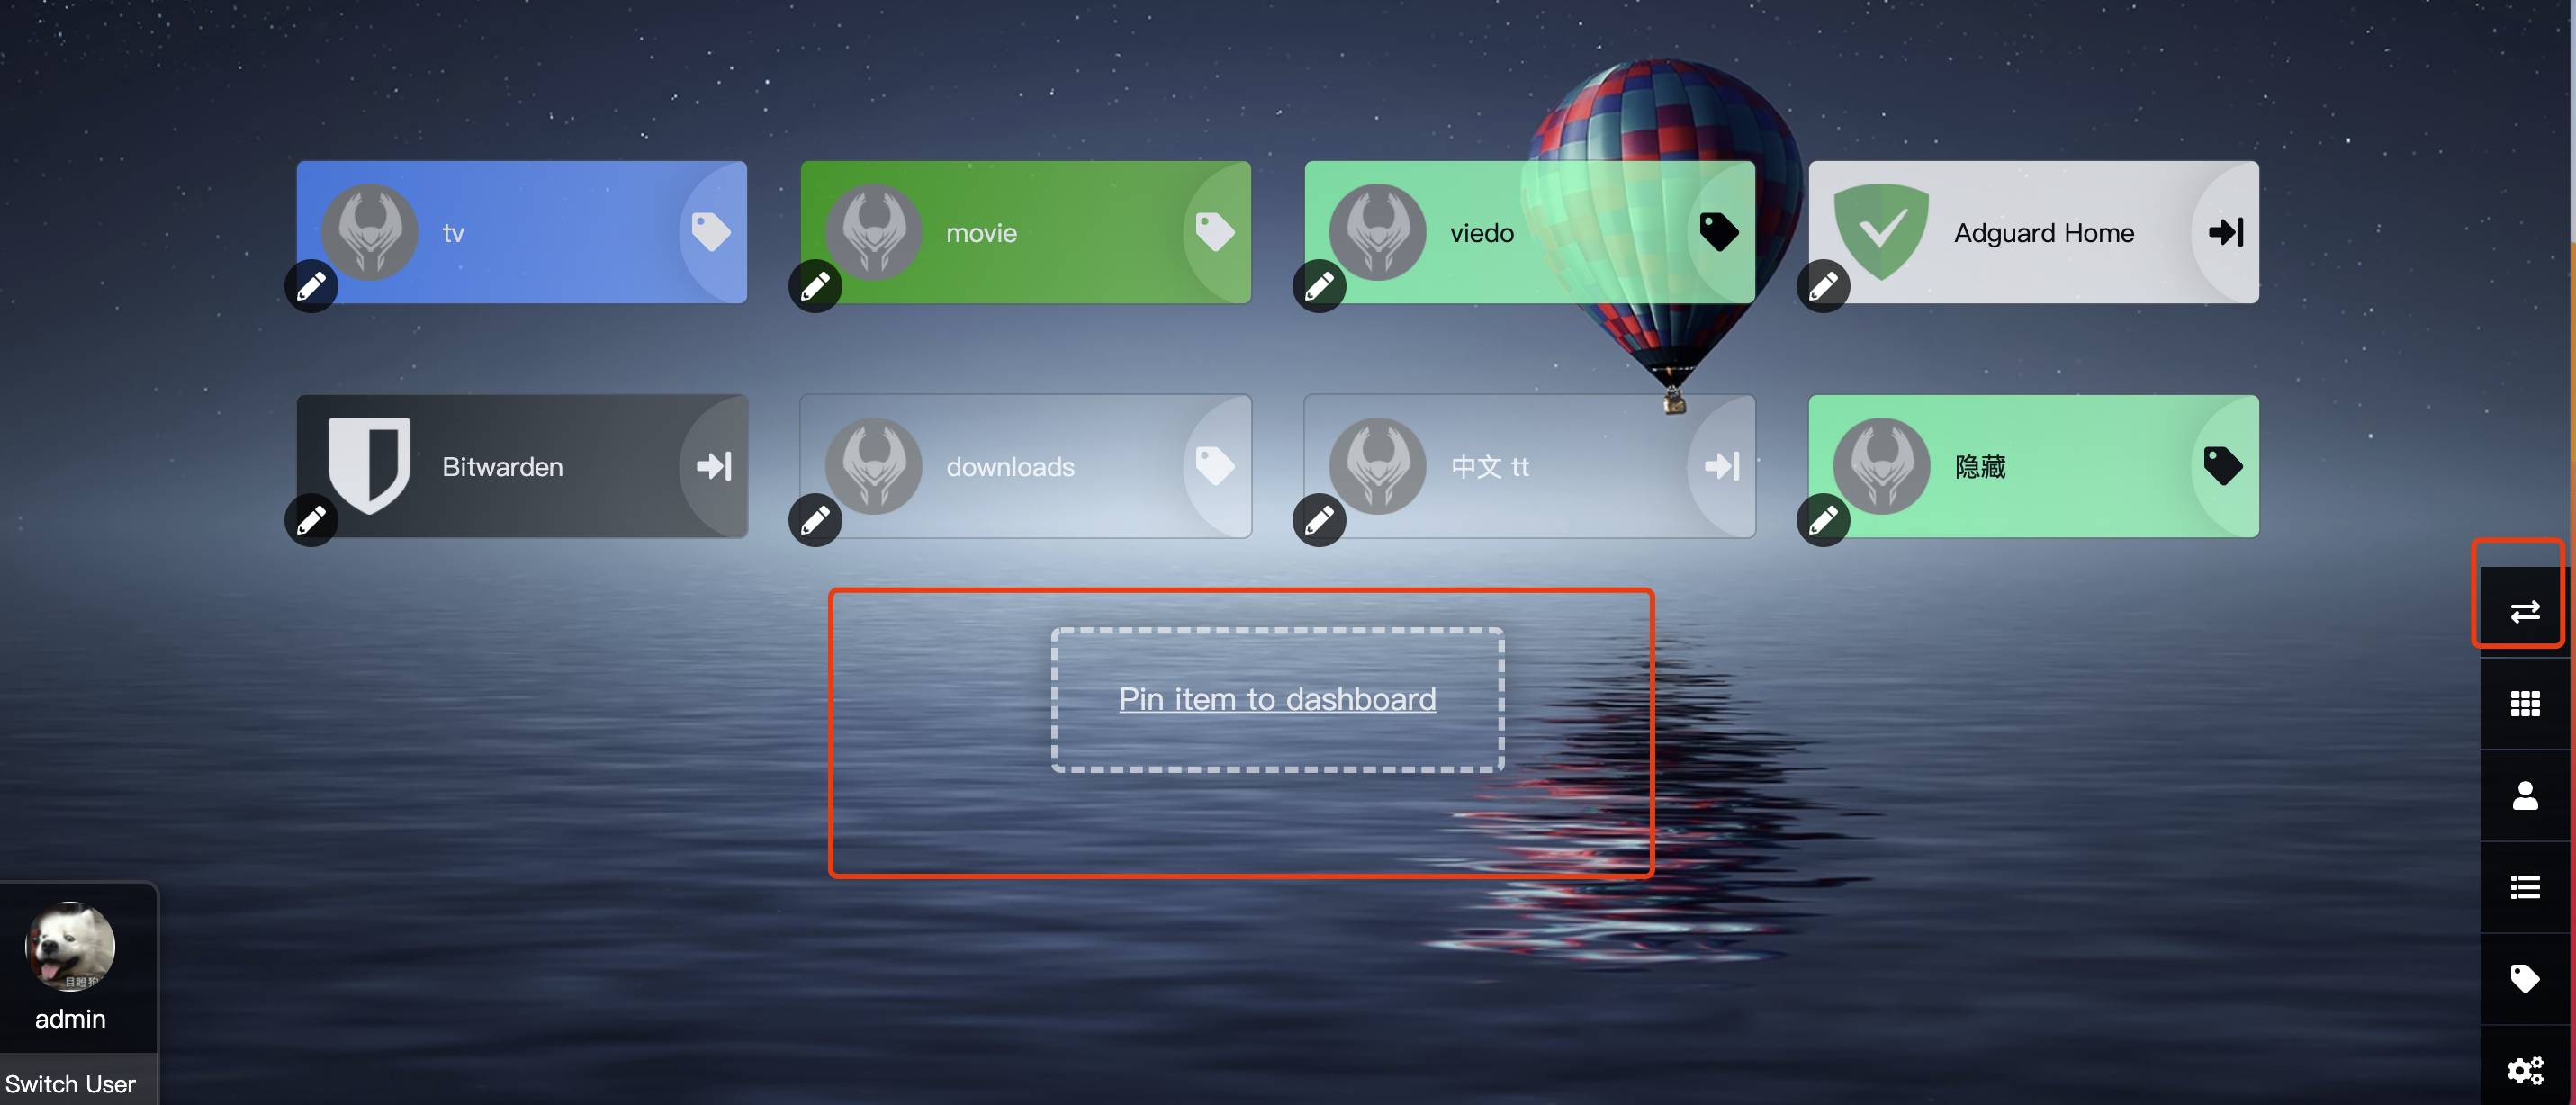 tv
movie
viedo
Adguard Home
Bitwarden
downloads
中文 tt
隐藏
Pin item to dashboard
admin
Switch User